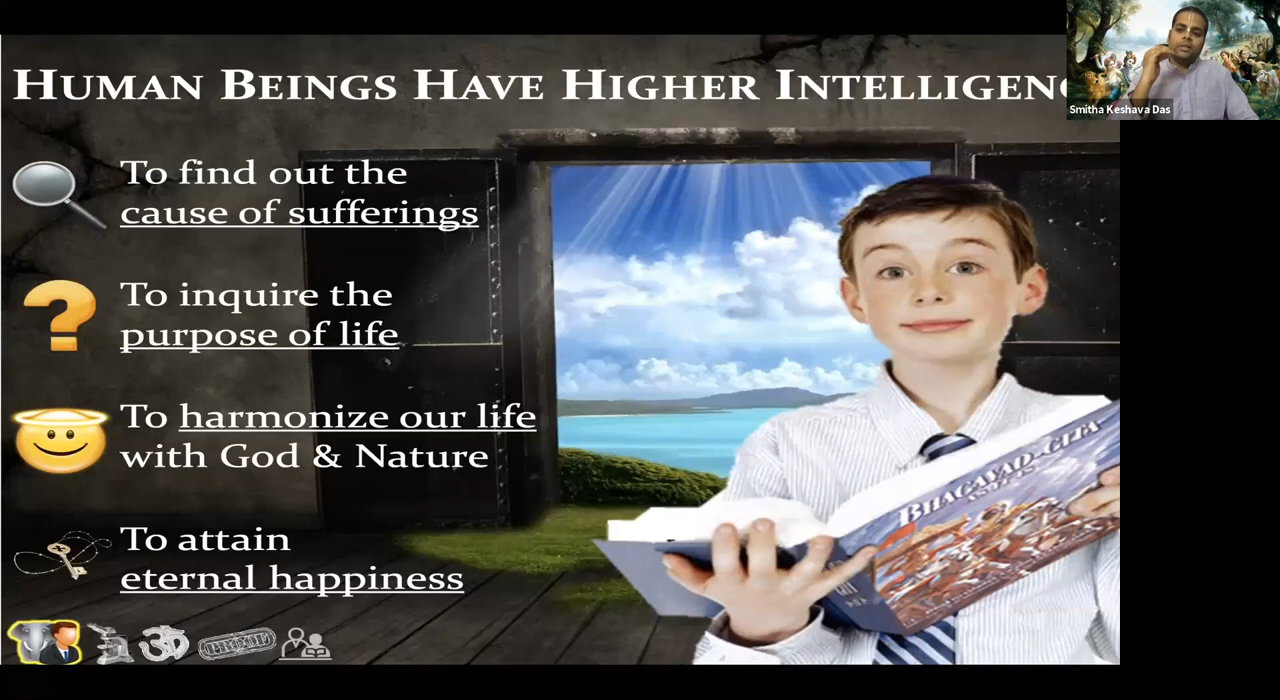 HUMAN BEINGS HAVE HIGHER INTELLIGENC
Smitha Keshava Das
To find out the
cause of sufferings
To inquire the
purpose of life
To harmonize our life
with God & Nature
To attain
eternal happiness
BHAGAVAD-GITA
AS IT IS
PROOF